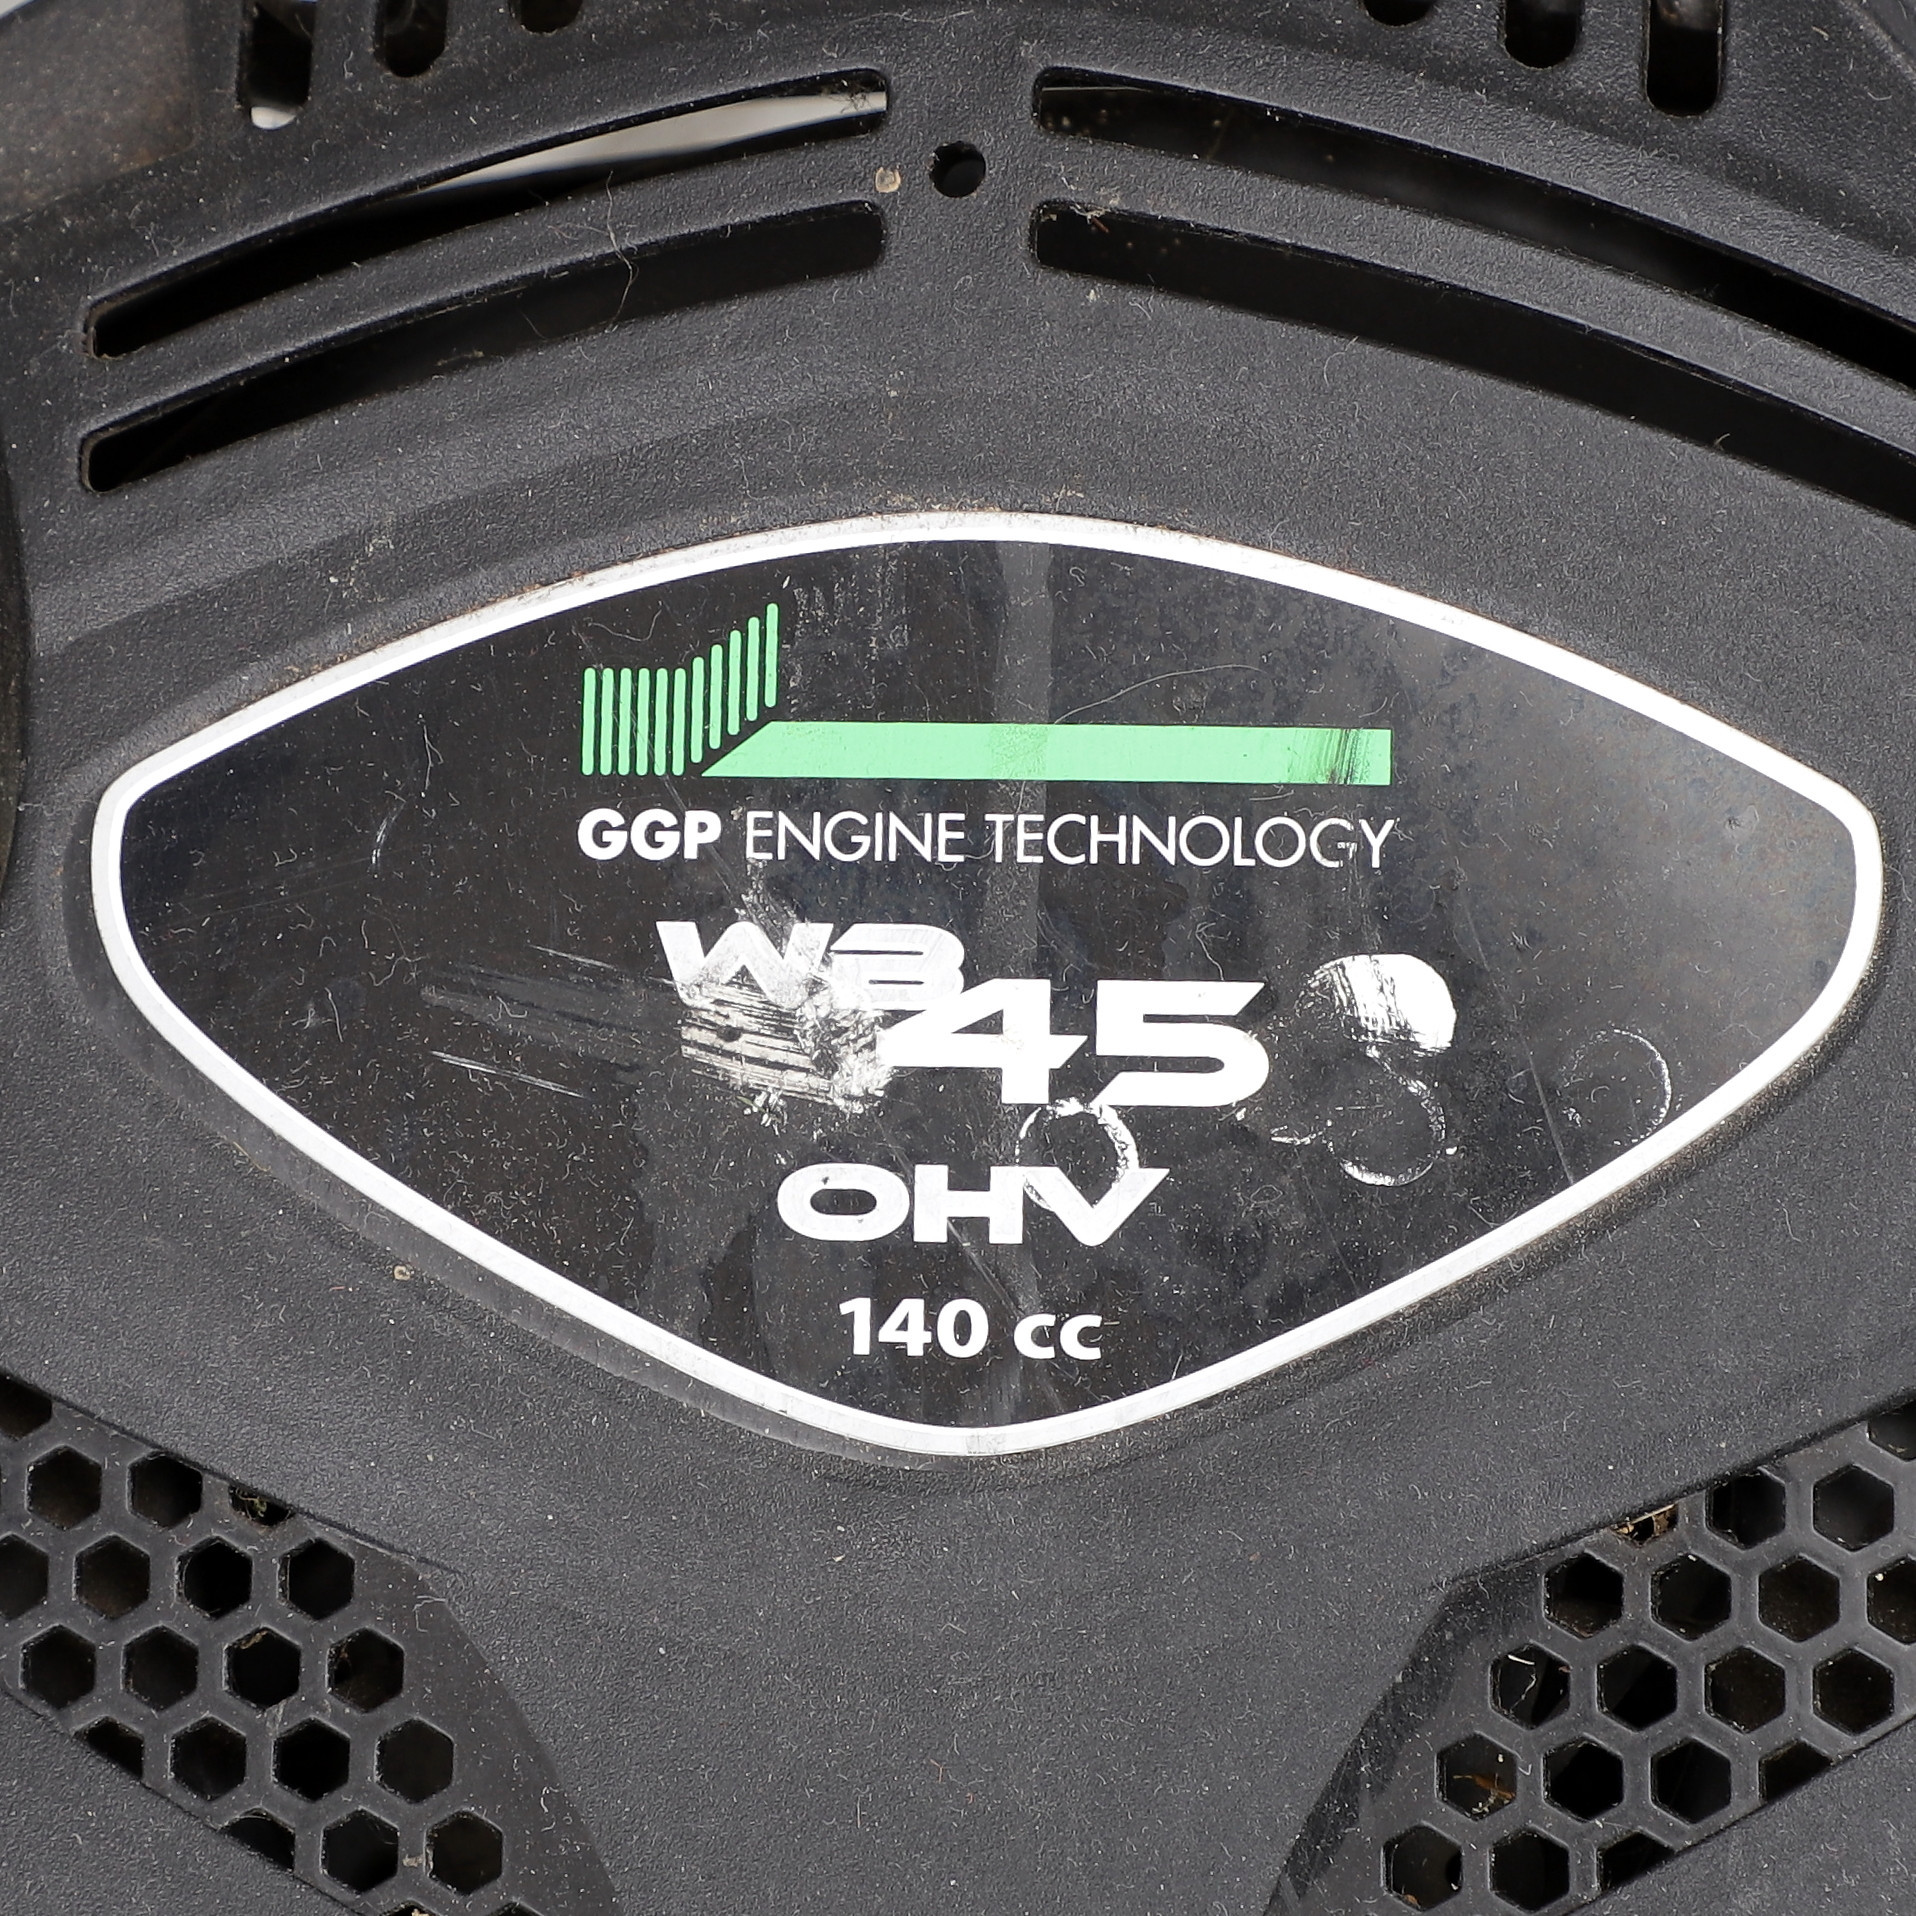 GGP ENGINE TECHNOLOGY
WB
45
OHV
140 cc